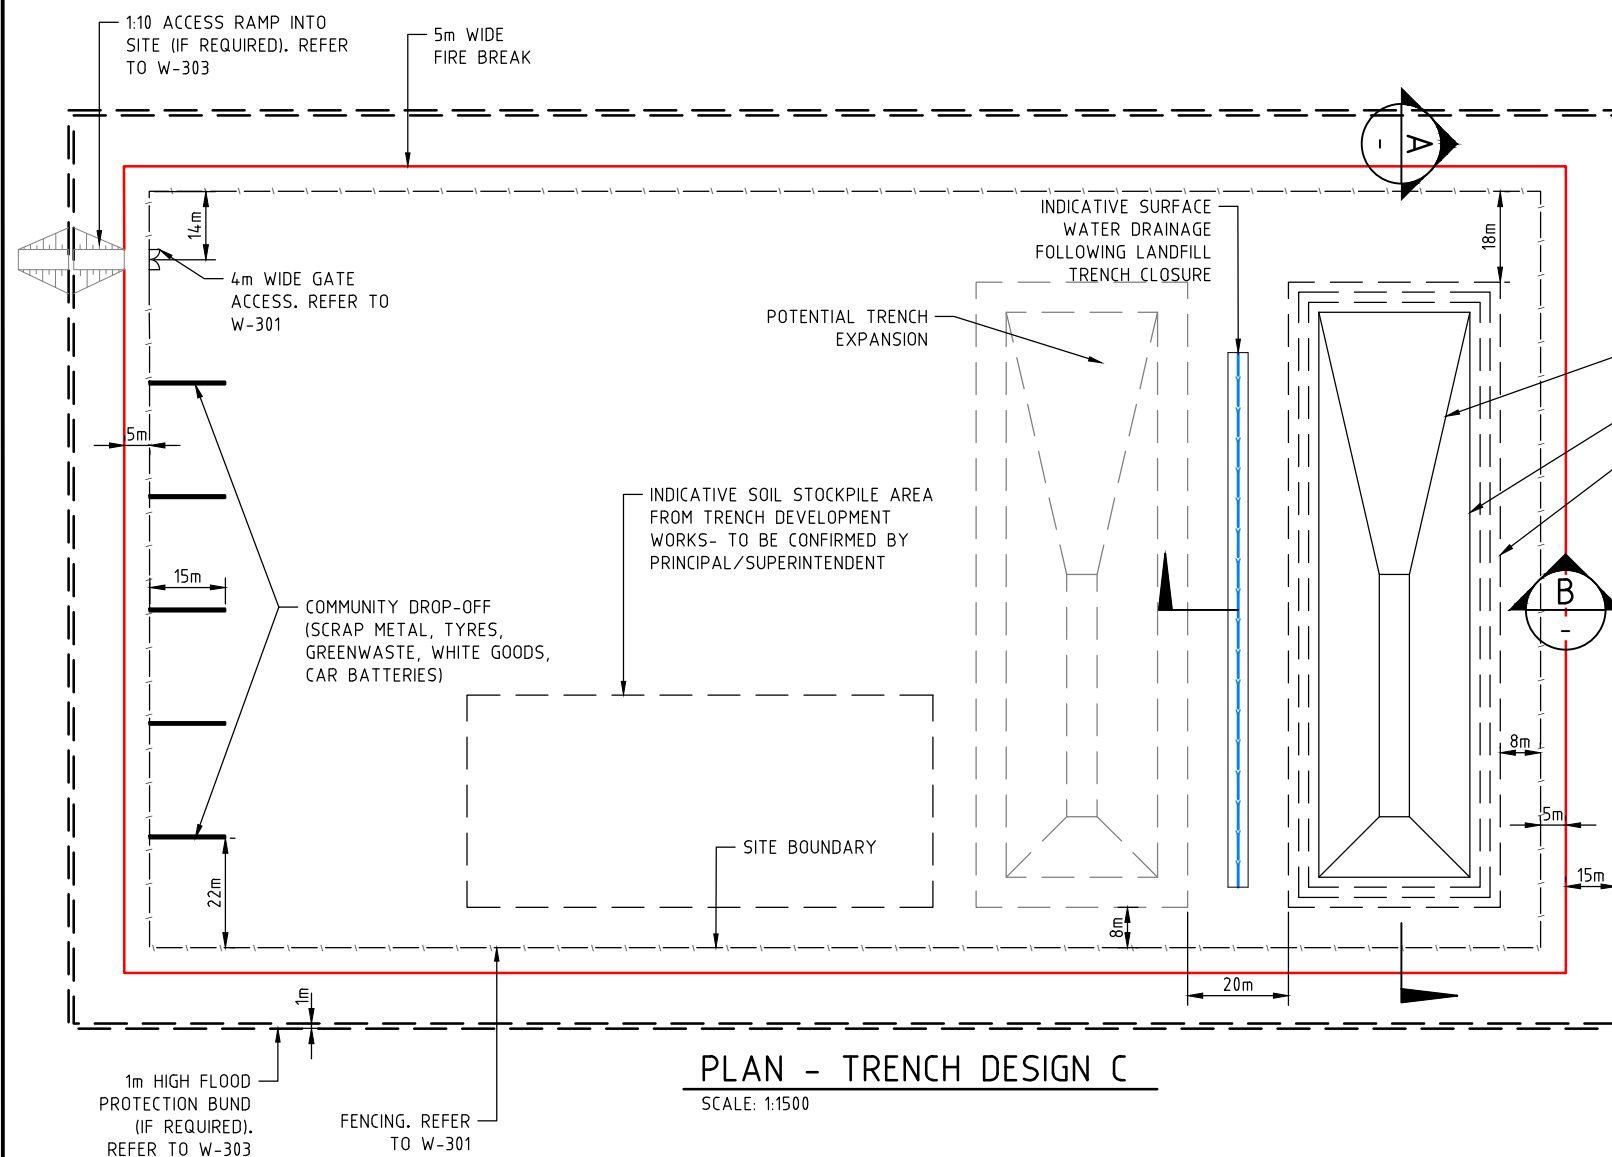 1:10 ACCESS RAMP INTO
SITE (IF REQUIRED). REFER
TO W-303
5m WIDE
FIRE BREAK
A
-
14m
4m WIDE GATE
ACCESS. REFER TO
W-301
INDICATIVE SURFACE
WATER DRAINAGE
FOLLOWING LANDFILL
TRENCH CLOSURE
18m
POTENTIAL TRENCH
EXPANSION
5m
INDICATIVE SOIL STOCKPILE AREA
FROM TRENCH DEVELOPMENT
WORKS- TO BE CONFIRMED BY
PRINCIPAL/SUPERINTENDENT
15m
COMMUNITY DROP-OFF
(SCRAP METAL, TYRES,
GREENWASTE, WHITE GOODS,
CAR BATTERIES)
B
-
8m
5m
SITE BOUNDARY
15m
22m
8m
20m
1m
PLAN - TRENCH DESIGN C
SCALE: 1:1500
1m HIGH FLOOD
PROTECTION BUND
(IF REQUIRED).
REFER TO W-303
FENCING. REFER
TO W-301